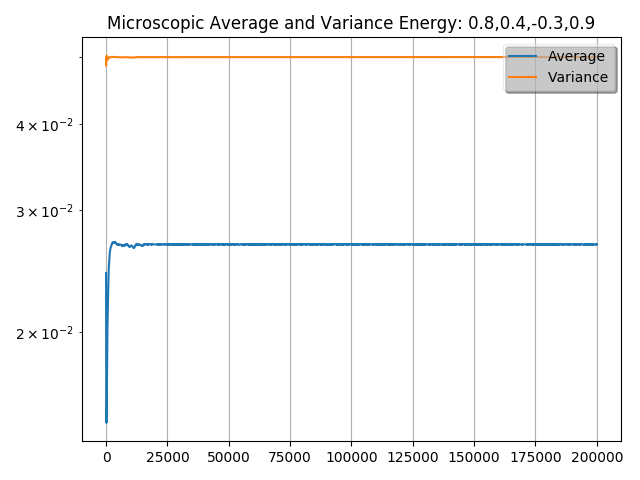 Microscopic Average and Variance Energy: 0.8,0.4,-0.3,0.9
Average
Variance
4 × 10⁻²
3 × 10⁻²
2 × 10⁻²
0 25000 50000 75000 100000 125000 150000 175000 200000